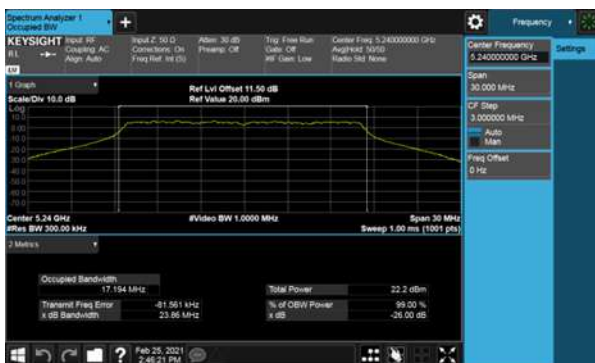 Spectrum Analyzer 1
Occupied BW
Frequency
KEYSIGHT
Input: RF
Coupling: AC
Align: Auto
Input Z: 50 Ω
Corrections: On
Freq Ref: Int (S)
Atten: 30 dB
Preamp: Off
Trig: Free Run
Gate: Off
#IF Gain: Low
Center Freq: 5.240000000 GHz
Avg|Hold: 50/50
Radio Std: None
Center Frequency
5.240000000 GHz
Settings
Span
30.000 MHz
CF Step
3.000000 MHz
Auto
Man
Freq Offset
0 Hz
1 Graph
Scale/Div 10.0 dB
Ref Lvl Offset 11.50 dB
Ref Value 20.00 dBm
Log
10.0
0.00
Center 5.24 GHz
#Res BW 300.00 kHz
#Video BW 1.0000 MHz
Span 30 MHz
Sweep 1.00 ms (1001 pts)
2 Metrics
Occupied Bandwidth
17.194 MHz
Total Power 22.2 dBm
Transmit Freq Error -81.561 kHz
% of OBW Power 99.00 %
x dB Bandwidth 23.86 MHz
x dB -26.00 dB
Feb 25, 2021
2:46:21 PM